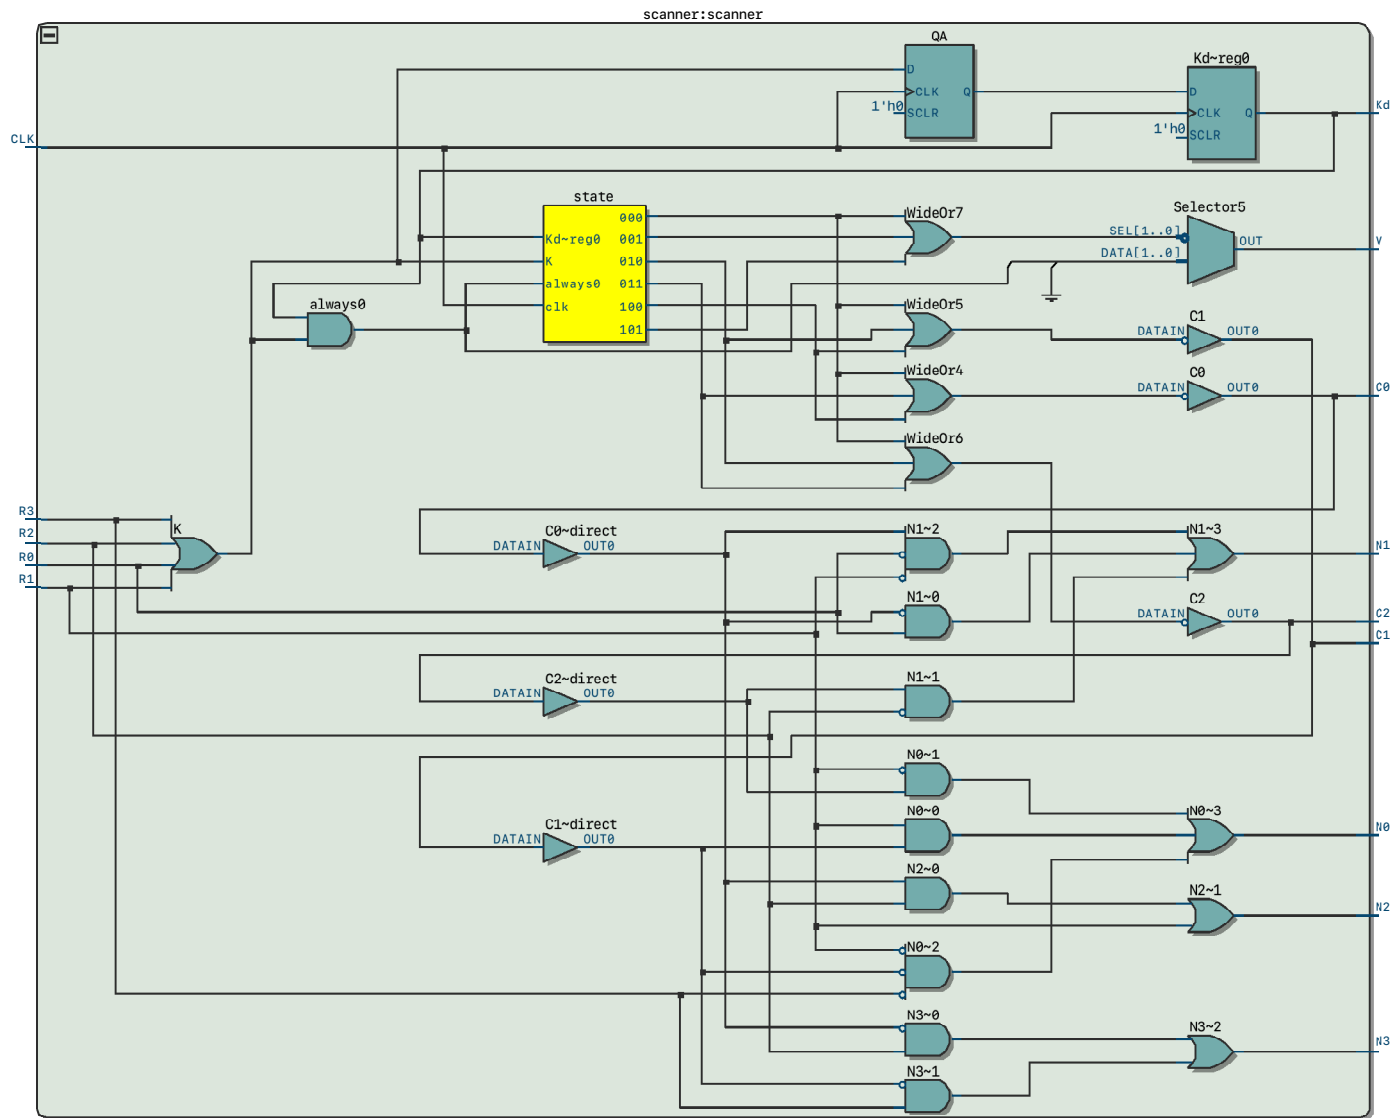 scanner:scanner
QA
D
CLK Q
1'h0 SCLR
Kd~reg0
D
CLK Q
1'h0 SCLR
Kd
CLK
state
000
Kd~reg0 001
K 010
always0 011
clk 100
101
WideOr7
Selector5
SEL[1..0]
DATA[1..0]
OUT
V
always0
WideOr5
C1
DATAIN OUT0
WideOr4
C0
DATAIN OUT0
C0
WideOr6
R3
R2
R0
R1
K
C0~direct
DATAIN OUT0
N1~2
N1~3
N1
N1~0
C2
DATAIN OUT0
C2
C1
C2~direct
DATAIN OUT0
N1~1
N0~1
C1~direct
DATAIN OUT0
N0~0
N0~3
N0
N2~0
N2~1
N2
N0~2
N3~0
N3~2
N3
N3~1